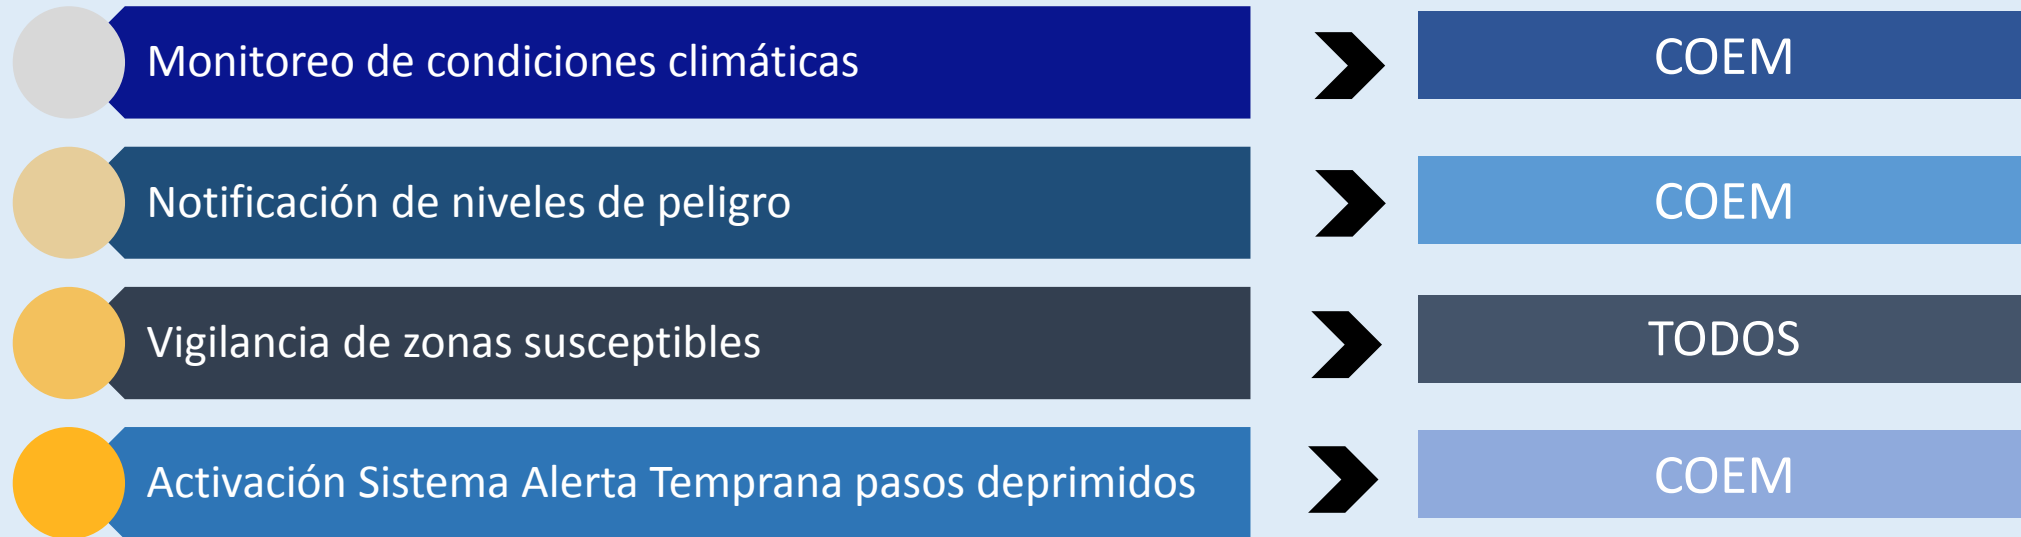 Monitoreo de condiciones climáticas
COEM
Notificación de niveles de peligro
COEM
Vigilancia de zonas susceptibles
TODOS
Activación Sistema Alerta Temprana pasos deprimidos
COEM